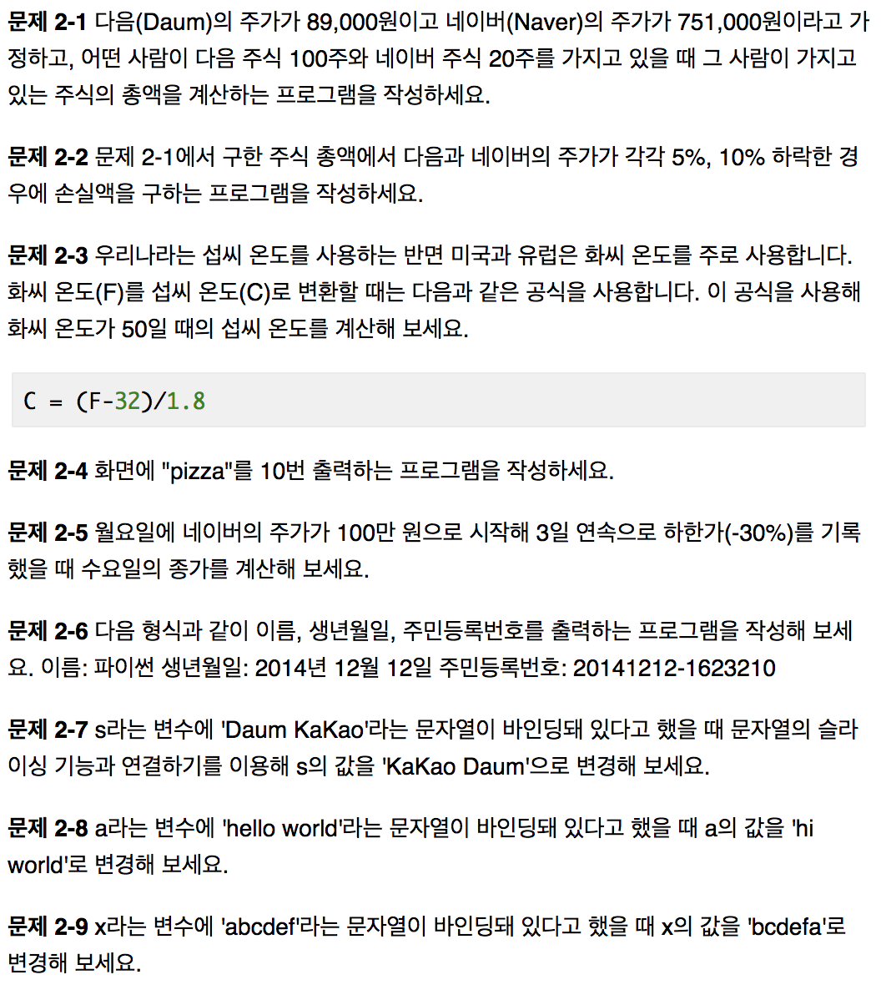 문제 2-1 다음(Daum)의 주가가 89,000원이고 네이버(Naver)의 주가가 751,000원이라고 가
정하고, 어떤 사람이 다음 주식 100주와 네이버 주식 20주를 가지고 있을 때 그 사람이 가지고
있는 주식의 총액을 계산하는 프로그램을 작성하세요.
문제 2-2 문제 2-1에서 구한 주식 총액에서 다음과 네이버의 주가가 각각 5%, 10% 하락한 경
우에 손실액을 구하는 프로그램을 작성하세요.
문제 2-3 우리나라는 섭씨 온도를 사용하는 반면 미국과 유럽은 화씨 온도를 주로 사용합니다.
화씨 온도(F)를 섭씨 온도(C)로 변환할 때는 다음과 같은 공식을 사용합니다. 이 공식을 사용해
화씨 온도가 50일 때의 섭씨 온도를 계산해 보세요.
C = (F-32)/1.8
문제 2-4 화면에 "pizza"를 10번 출력하는 프로그램을 작성하세요.
문제 2-5 월요일에 네이버의 주가가 100만 원으로 시작해 3일 연속으로 하한가(-30%)를 기록
했을 때 수요일의 종가를 계산해 보세요.
문제 2-6 다음 형식과 같이 이름, 생년월일, 주민등록번호를 출력하는 프로그램을 작성해 보세
요. 이름: 파이썬 생년월일: 2014년 12월 12일 주민등록번호: 20141212-1623210
문제 2-7 s라는 변수에 'Daum KaKao'라는 문자열이 바인딩돼 있다고 했을 때 문자열의 슬라
이싱 기능과 연결하기를 이용해 s의 값을 'KaKao Daum'으로 변경해 보세요.
문제 2-8 a라는 변수에 'hello world'라는 문자열이 바인딩돼 있다고 했을 때 a의 값을 'hi
world'로 변경해 보세요.
문제 2-9 x라는 변수에 'abcdef'라는 문자열이 바인딩돼 있다고 했을 때 x의 값을 'bcdefa'로
변경해 보세요.